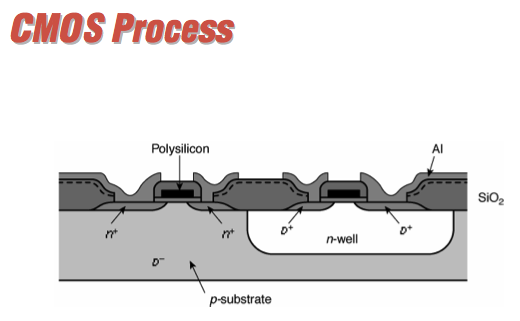 CMOS Process
Polysilicon
Al
SiO₂
n⁺
n⁺
p⁺
p⁺
n-well
p⁻
p-substrate